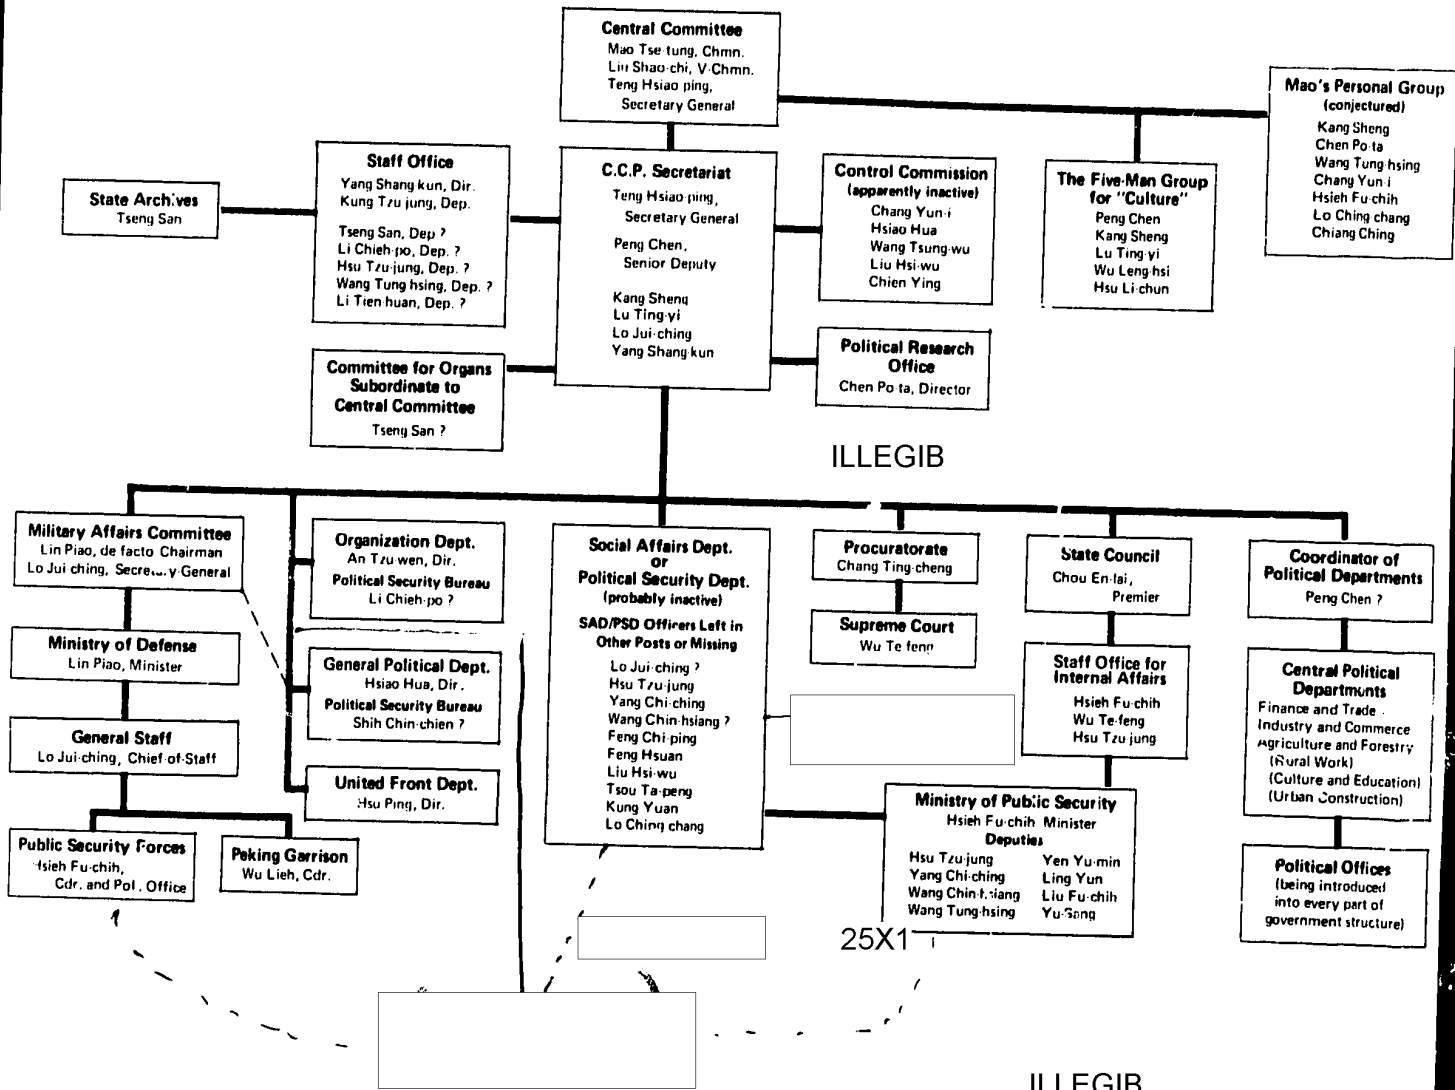 Central Committee
Mao Tse-tung, Chmn.
Liu Shao-chi, V-Chmn.
Teng Hsiao ping,
Secretary General
Mao's Personal Group
(conjectured)
Kang Sheng
Chen Po-ta
Wang Tung hsing
Chang Yun-i
Hsieh Fu-chih
Lo Ching chang
Chiang Ching
Staff Office
Yang Shang kun, Dir.
Kung Tzu jung, Dep.
Tseng San, Dep ?
Li Chieh-po, Dep. ?
Hsu Tzu-jung, Dep. ?
Wang Tung hsing, Dep. ?
Li Tien huan, Dep. ?
State Archives
Tseng San
C.C.P. Secretariat
Teng Hsiao-ping,
Secretary General
Peng Chen,
Senior Deputy
Kang Sheng
Lu Ting-yi
Lo Jui-ching
Yang Shang kun
Control Commission
(apparently inactive)
Chang Yun-i
Hsiao Hua
Wang Tsung-wu
Liu Hsi-wu
Chien Ying
The Five-Man Group
for "Culture"
Peng Chen
Kang Sheng
Lu Ting-yi
Wu Leng-hsi
Hsu Li-chun
Committee for Organs
Subordinate to
Central Committee
Tseng San ?
Political Research
Office
Chen Po-ta, Director
ILLEGIB
Military Affairs Committee
Lin Piao, de facto Chairman
Lo Jui ching, General
Ministry of Defense
Lin Piao, Minister
General Staff
Lo Jui-ching, Chief-of-Staff
Public Security Forces
Hsieh Fu-chih,
Cdr. and Pol. Office
Peking Garrison
Wu Lieh, Cdr.
Organization Dept.
An Tzu-wen, Dir.
Political Security Bureau
Li Chieh-po ?
General Political Dept.
Hsiao Hua, Dir.
Political Security Bureau
Shih Chin-chien ?
United Front Dept.
Hsu Ping, Dir.
Social Affairs Dept.
or
Political Security Dept.
(probably inactive)
SAD/PSD Officers Left in
Other Posts or Missing
Lo Jui-ching ?
Hsu Tzu-jung
Yang Chi-ching
Wang Chin-hsiang ?
Feng Chi-ping
Feng Hsuan
Liu Hsi-wu
Tsou Ta-peng
Kung Yuan
Lo Ching chang
Procuratorate
Chang Ting-cheng
Supreme Court
Wu Te feng
State Council
Chou En-lai,
Premier
Staff Office for
Internal Affairs
Hsieh Fu-chih
Wu Te-feng
Hsu Tzu jung
Ministry of Public Security
Hsieh Fu-chih Minister
Deputies
Hsu Tzu-jung Yen Yu-min
Yang Chi-ching Ling Yun
Wang Chin-hsiang Liu Fu-chih
Wang Tung-hsing Yu-Sang
Coordinator of
Political Departments
Peng Chen ?
Central Political
Departments
Finance and Trade
Industry and Commerce
Agriculture and Forestry
(Rural Work)
(Culture and Education)
(Urban Construction)
Political Offices
(being introduced
into every part of
government structure)
25X1
ILLEGIB